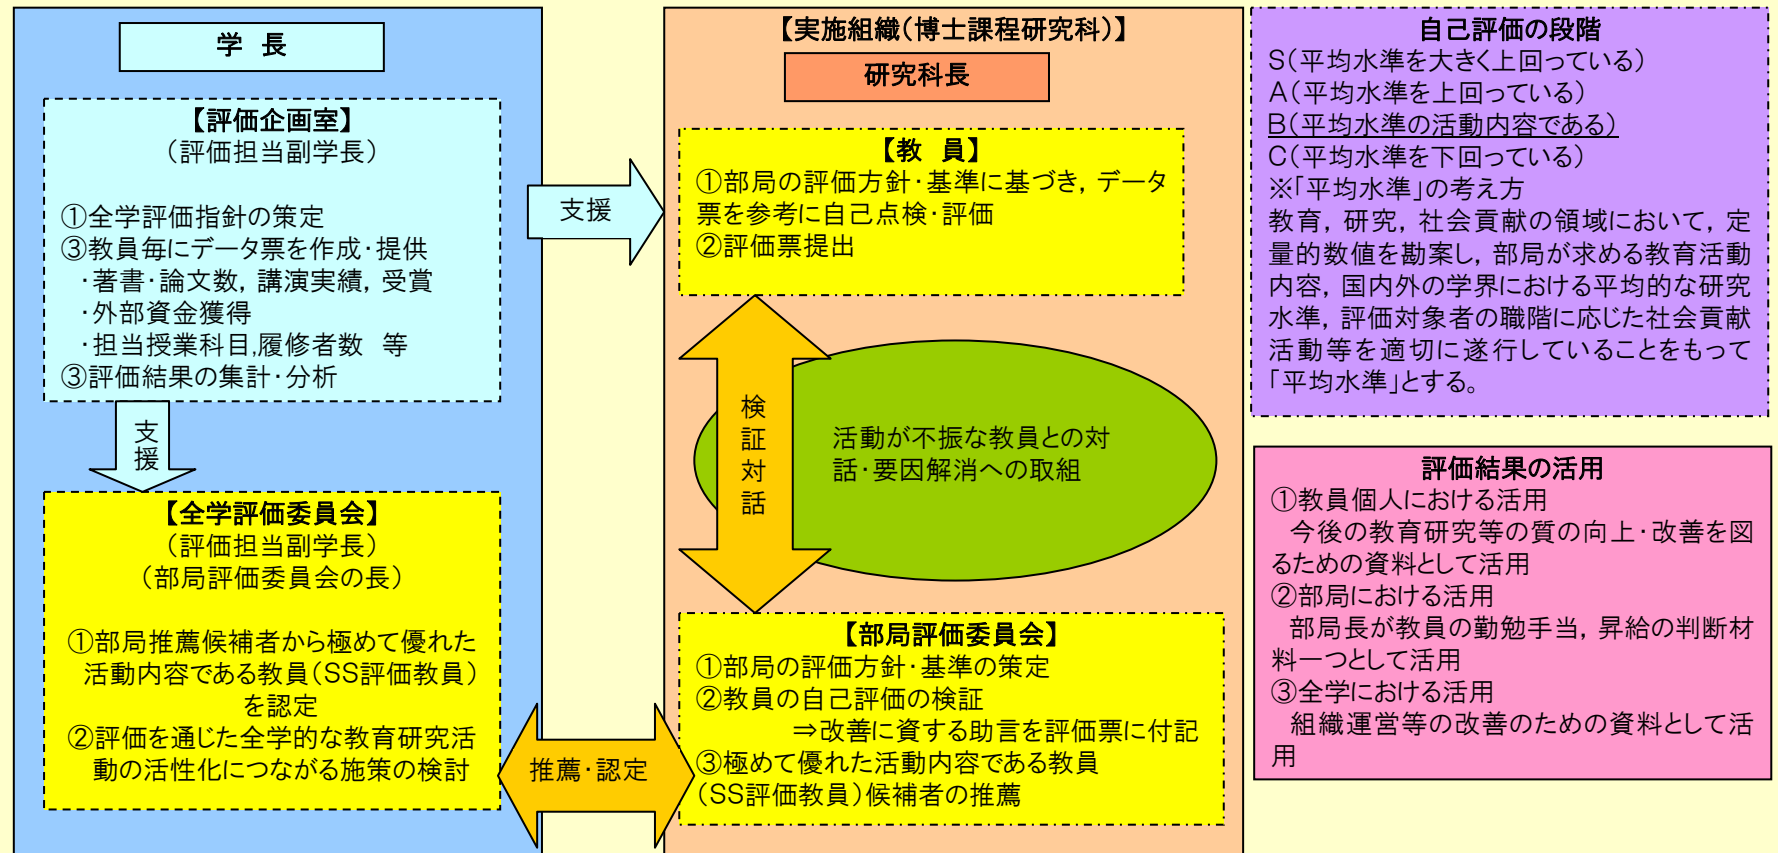 学 長
【評価企画室】
（評価担当副学長）
①全学評価指針の策定
③教員毎にデータ票を作成・提供
・著書・論文数，講演実績，受賞
・外部資金獲得
・担当授業科目,履修者数 等
③評価結果の集計・分析
支
援
【全学評価委員会】
（評価担当副学長）
（部局評価委員会の長）
①部局推薦候補者から極めて優れた
活動内容である教員（SS評価教員）
を認定
②評価を通じた全学的な教育研究活
動の活性化につながる施策の検討
支援
推薦・認定
【実施組織（博士課程研究科）】
研究科長
【教 員】
①部局の評価方針・基準に基づき，データ
票を参考に自己点検・評価
②評価票提出
検
証
対
話
活動が不振な教員との対
話・要因解消への取組
【部局評価委員会】
①部局の評価方針・基準の策定
②教員の自己評価の検証
⇒改善に資する助言を評価票に付記
③極めて優れた活動内容である教員
（SS評価教員）候補者の推薦
自己評価の段階
S（平均水準を大きく上回っている）
A（平均水準を上回っている）
B（平均水準の活動内容である）
C（平均水準を下回っている）
※「平均水準」の考え方
教育，研究，社会貢献の領域において，定
量的数値を勘案し，部局が求める教育活動
内容，国内外の学界における平均的な研究
水準，評価対象者の職階に応じた社会貢献
活動等を適切に遂行していることをもって
「平均水準」とする。
評価結果の活用
①教員個人における活用
今後の教育研究等の質の向上・改善を図
るための資料として活用
②部局における活用
部局長が教員の勤勉手当，昇給の判断材
料一つとして活用
③全学における活用
組織運営等の改善のための資料として活
用